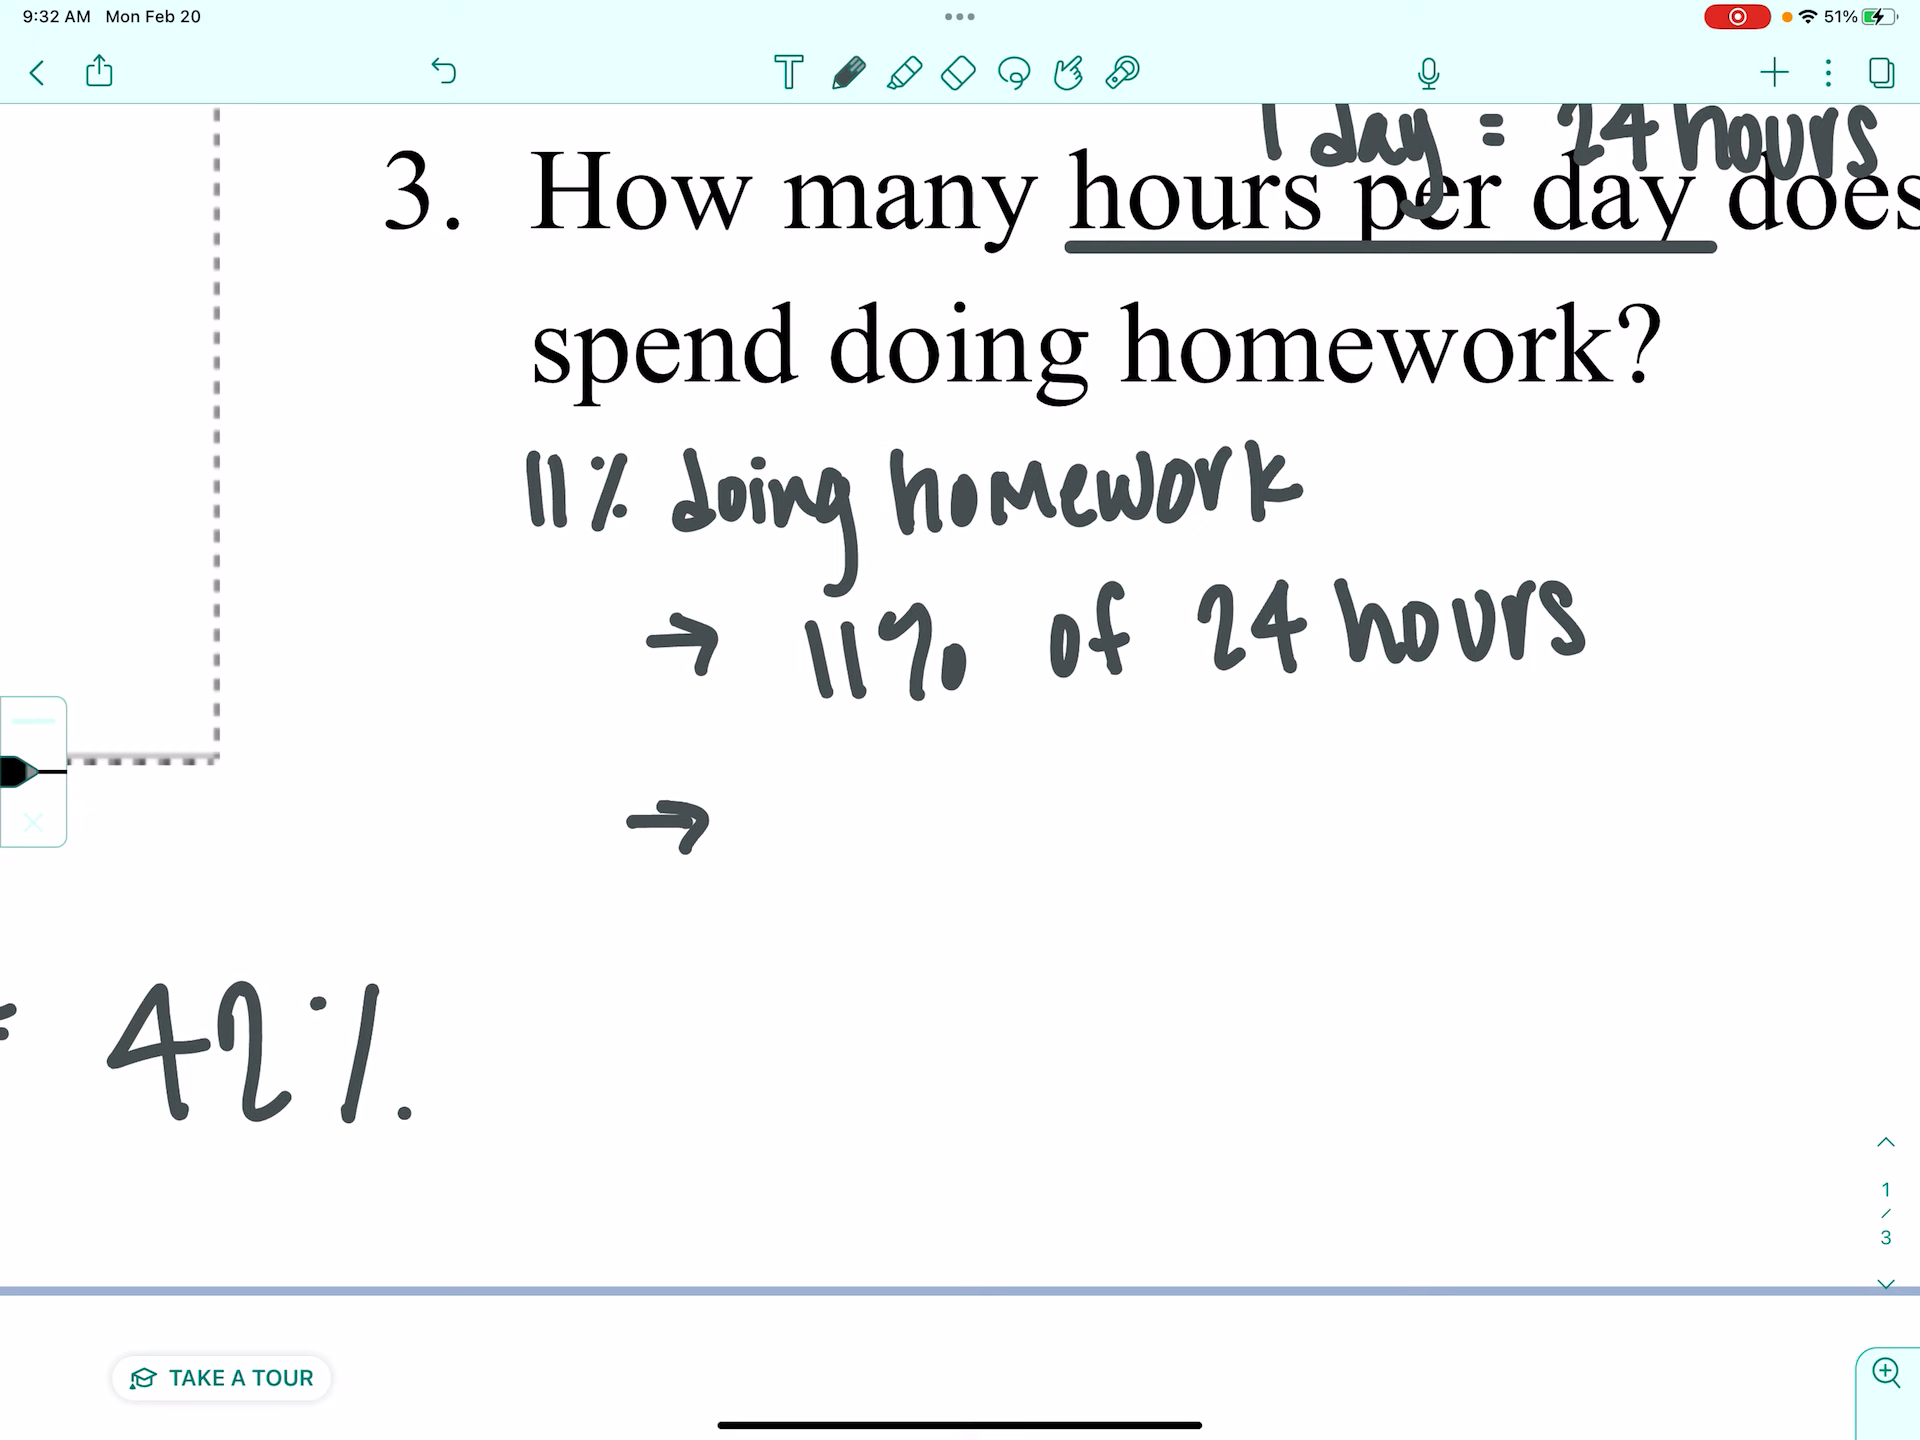 9:32 AM Mon Feb 20
51%
T
1 day = 24 hours
3. How many hours per day does
spend doing homework?
11% doing homework
→ 11% of 24 hours
→
= 42%
1
/
3
TAKE A TOUR